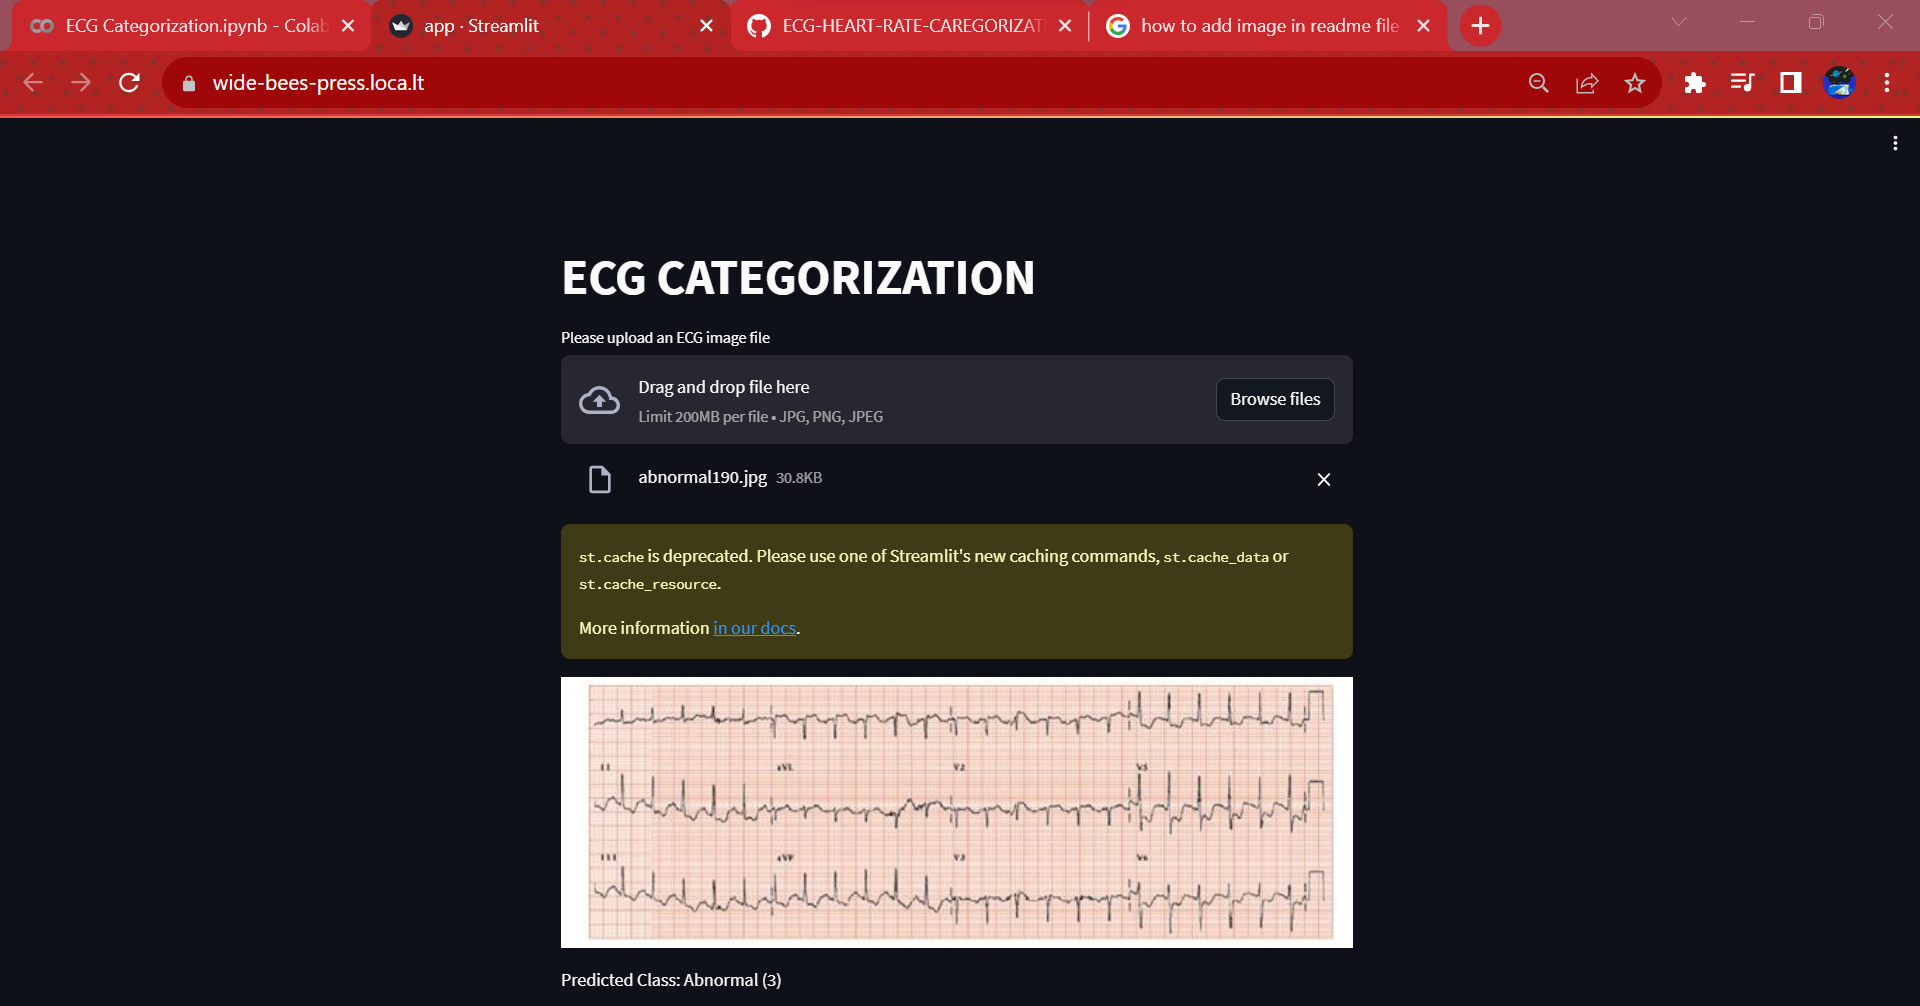 ECG Categorization.ipynb - Colab
app · Streamlit
ECG-HEART-RATE-CAREGORIZATI
how to add image in readme file
wide-bees-press.loca.lt
ECG CATEGORIZATION
Please upload an ECG image file
Drag and drop file here
Limit 200MB per file • JPG, PNG, JPEG
Browse files
abnormal190.jpg 30.8KB
st.cache is deprecated. Please use one of Streamlit's new caching commands, st.cache_data or
st.cache_resource.
More information in our docs.
II aVL V2 V5
III aVF V3 V6
Predicted Class: Abnormal (3)